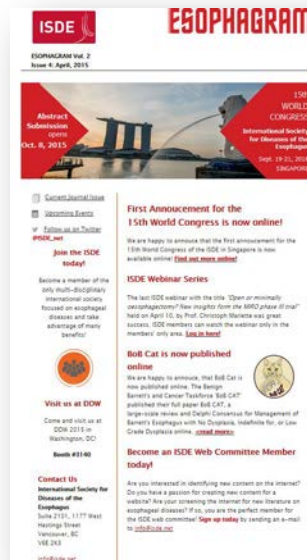 ISDE
ESOPHAGRAM
ESOPHAGRAM Vol. 2
Issue 4: April, 2015
Abstract
Submission
opens
Oct. 8, 2015
15th
WORLD
CONGRESS
International Society
for Diseases of the
Esophagus
Sept. 19-21, 2016
SINGAPORE
Current Journal Issue
Upcoming Events
Follow us on Twitter
@ISDE_net
Join the ISDE
today!
Become a member of the
only multi-disciplinary
international society
focused on esophageal
diseases and take
advantage of many
benefits!
Visit us at DDW
Come and visit us at
DDW 2015 in
Washington, DC!
Booth #3140
Contact Us
International Society for
Diseases of the
Esophagus
Suite 2101, 1177 West
Hastings Street
Vancouver, BC
V6E 2K3
info@isde.net
First Annoucement for the
15th World Congress is now online!
We are happy to annouce that the first announcement for the
15th World Congress of the ISDE in Singapore is now
available online! Find out more online!
ISDE Webinar Series
The last ISDE webinar with the title "Open or minimally
oesophagectomy? New insights form the MIRO phase III trial"
held on April 10, by Prof. Christoph Mariette was great
success, ISDE members can watch the webinar only in the
members' only area. Log in here!
BoB Cat is now published
online
We are happy to annouce, that BoB Cat is
now published online. The Benign
Barrett's and Cancer Taskforce 'BoB CAT'
published their full paper BoB CAT, a
large-scale review and Delphi Consensus for Management of
Barrett's Esophagus with No Dysplasia, Indefinite for, or Low
Grade Dysplasia online. <read more>
Become an ISDE Web Committee Member
today!
Are you interested in identifying new content on the internet?
Do you have a passion for creating new content for a
website? Are your screening the internet for new literature on
esophageal diseases? If so, you are the perfect member for
the ISDE web committee! Sign up today by sending an e-mail
to info@isde.net